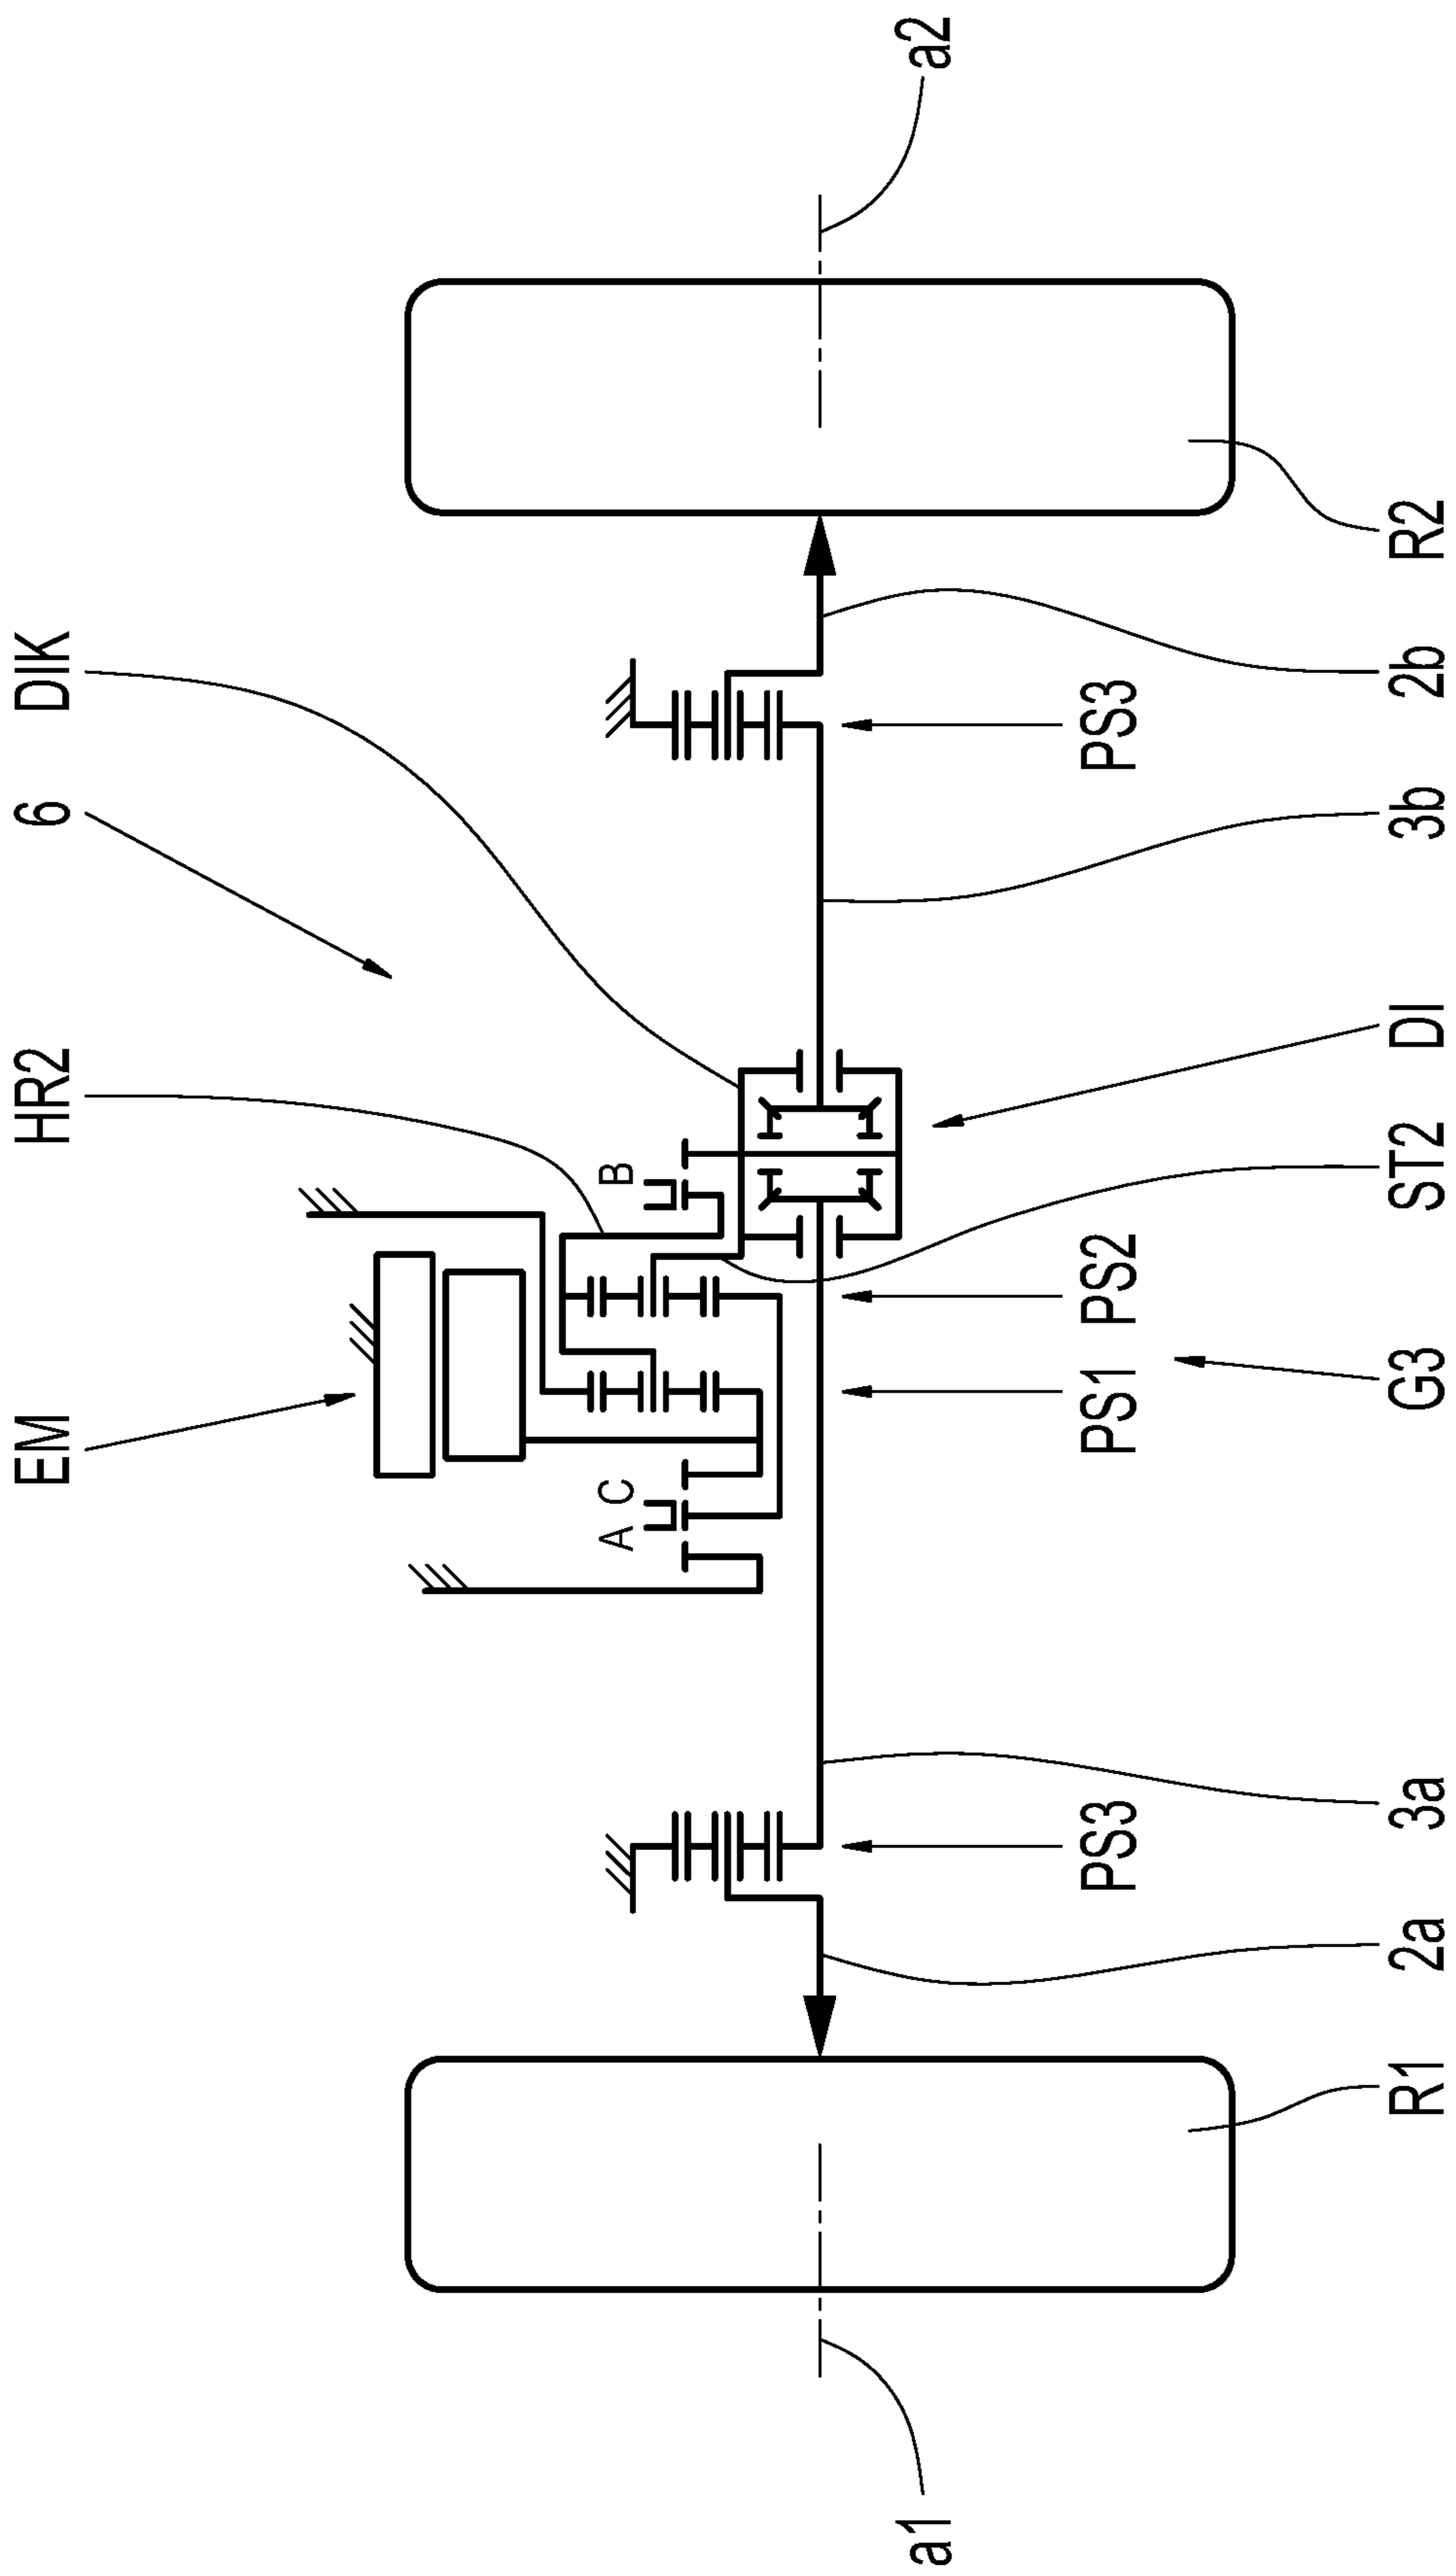 EM
HR2
6
DIK
A
C
B
a1
a2
PS3
PS1
PS2
PS3
G3
R1
2a
3a
ST2
DI
3b
2b
R2